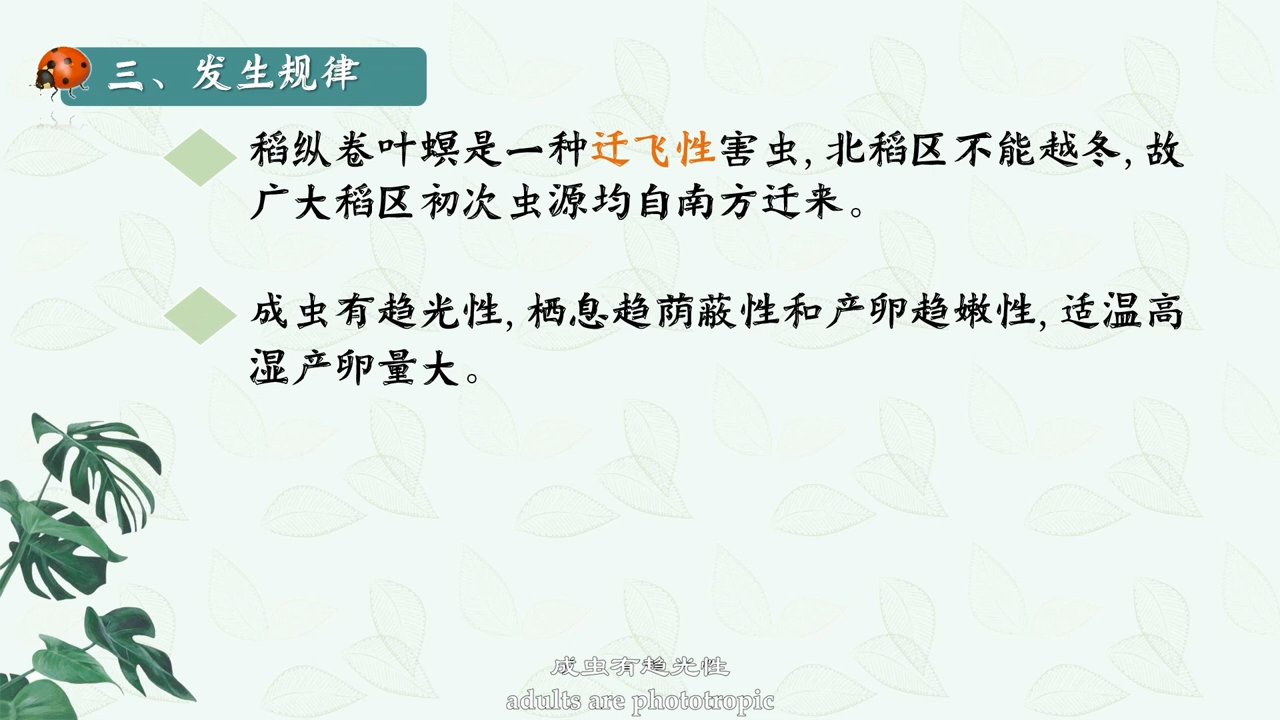 三、发生规律
稻纵卷叶螟是一种迁飞性害虫,北稻区不能越冬,故
广大稻区初次虫源均自南方迁来。
成虫有趋光性,栖息趋荫蔽性和产卵趋嫩性,适温高
湿产卵量大。
成虫有趋光性
adults are phototropic